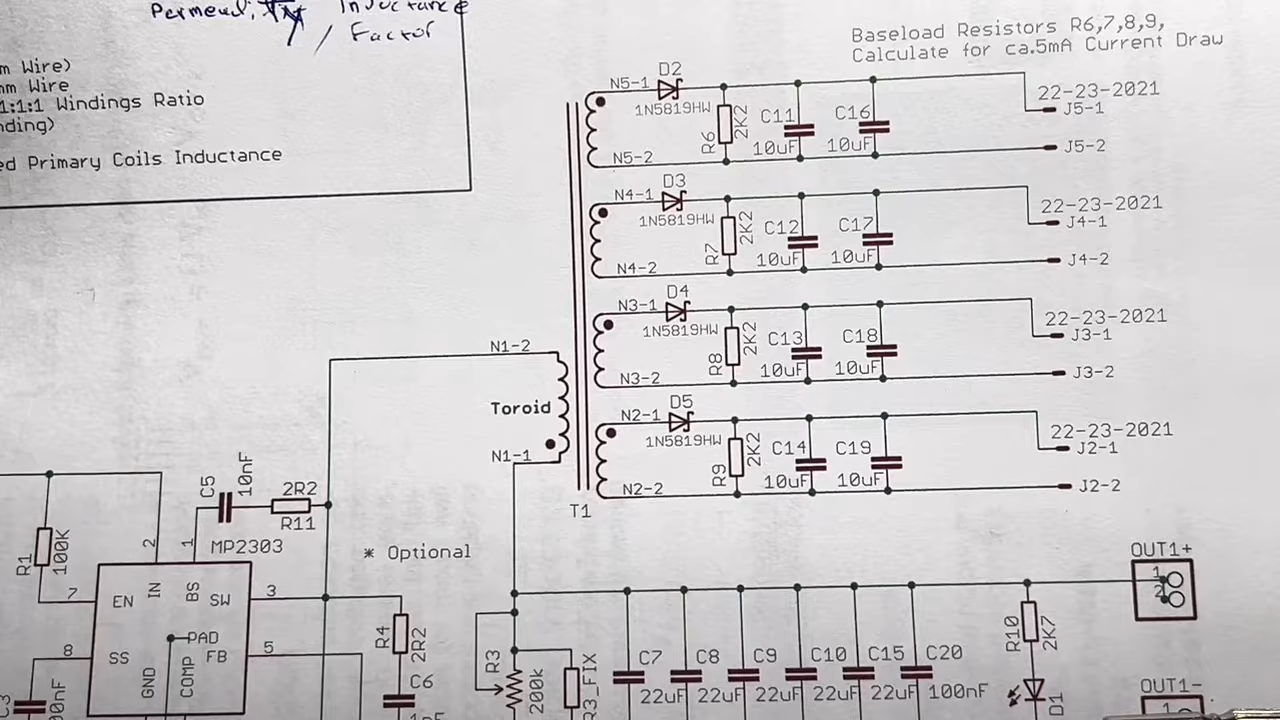 Permeabi
Inductance
/ Factor
m Wire)
mm Wire
1:1:1 Windings Ratio
nding)
ed Primary Coils Inductance
Baseload Resistors R6,7,8,9,
Calculate for ca.5mA Current Draw
N5-1
D2
1N5819HW
R6
2K2
C11
10uF
C16
10uF
22-23-2021
J5-1
N5-2
J5-2
N4-1
D3
1N5819HW
R7
2K2
C12
10uF
C17
10uF
22-23-2021
J4-1
N4-2
J4-2
N3-1
D4
1N5819HW
R8
2K2
C13
10uF
C18
10uF
22-23-2021
J3-1
N3-2
J3-2
N2-1
D5
1N5819HW
R9
2K2
C14
10uF
C19
10uF
22-23-2021
J2-1
N2-2
J2-2
N1-2
Toroid
N1-1
T1
C5
10nF
2R2
R11
R1
100K
2
1
MP2303
* Optional
7
EN
IN
BS
SW
3
8
SS
PAD
FB
5
GND
COMP
R4
2R2
C6
C3
R3
200k
R3_FIX
C7
22uF
C8
22uF
C9
22uF
C10
22uF
C15
22uF
C20
100nF
R10
2K7
D1
OUT1+
1
2
OUT1-
1